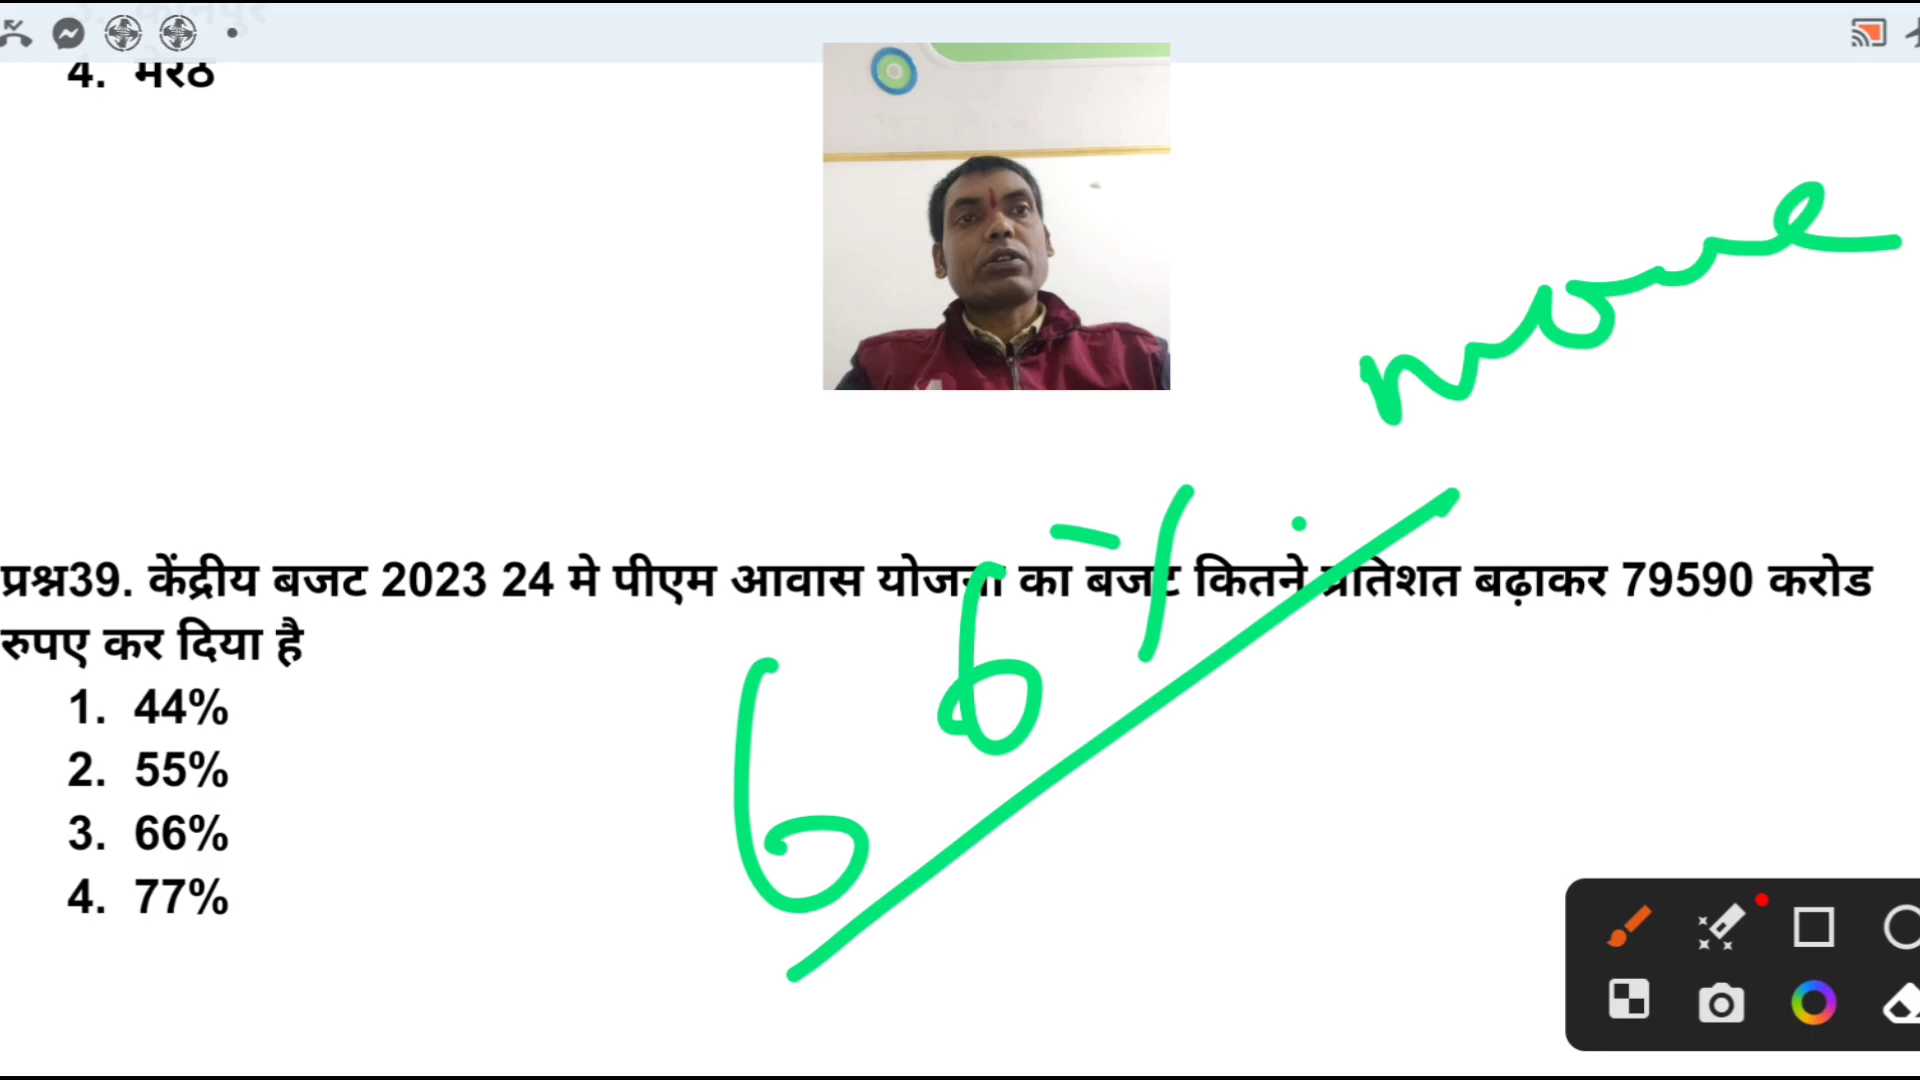 4. मेरठ
more
प्रश्न39. केंद्रीय बजट 2023 24 मे पीएम आवास योजना का बजट कितने प्रतिशत बढ़ाकर 79590 करोड
रुपए कर दिया है
66%
1. 44%
2. 55%
3. 66%
4. 77%